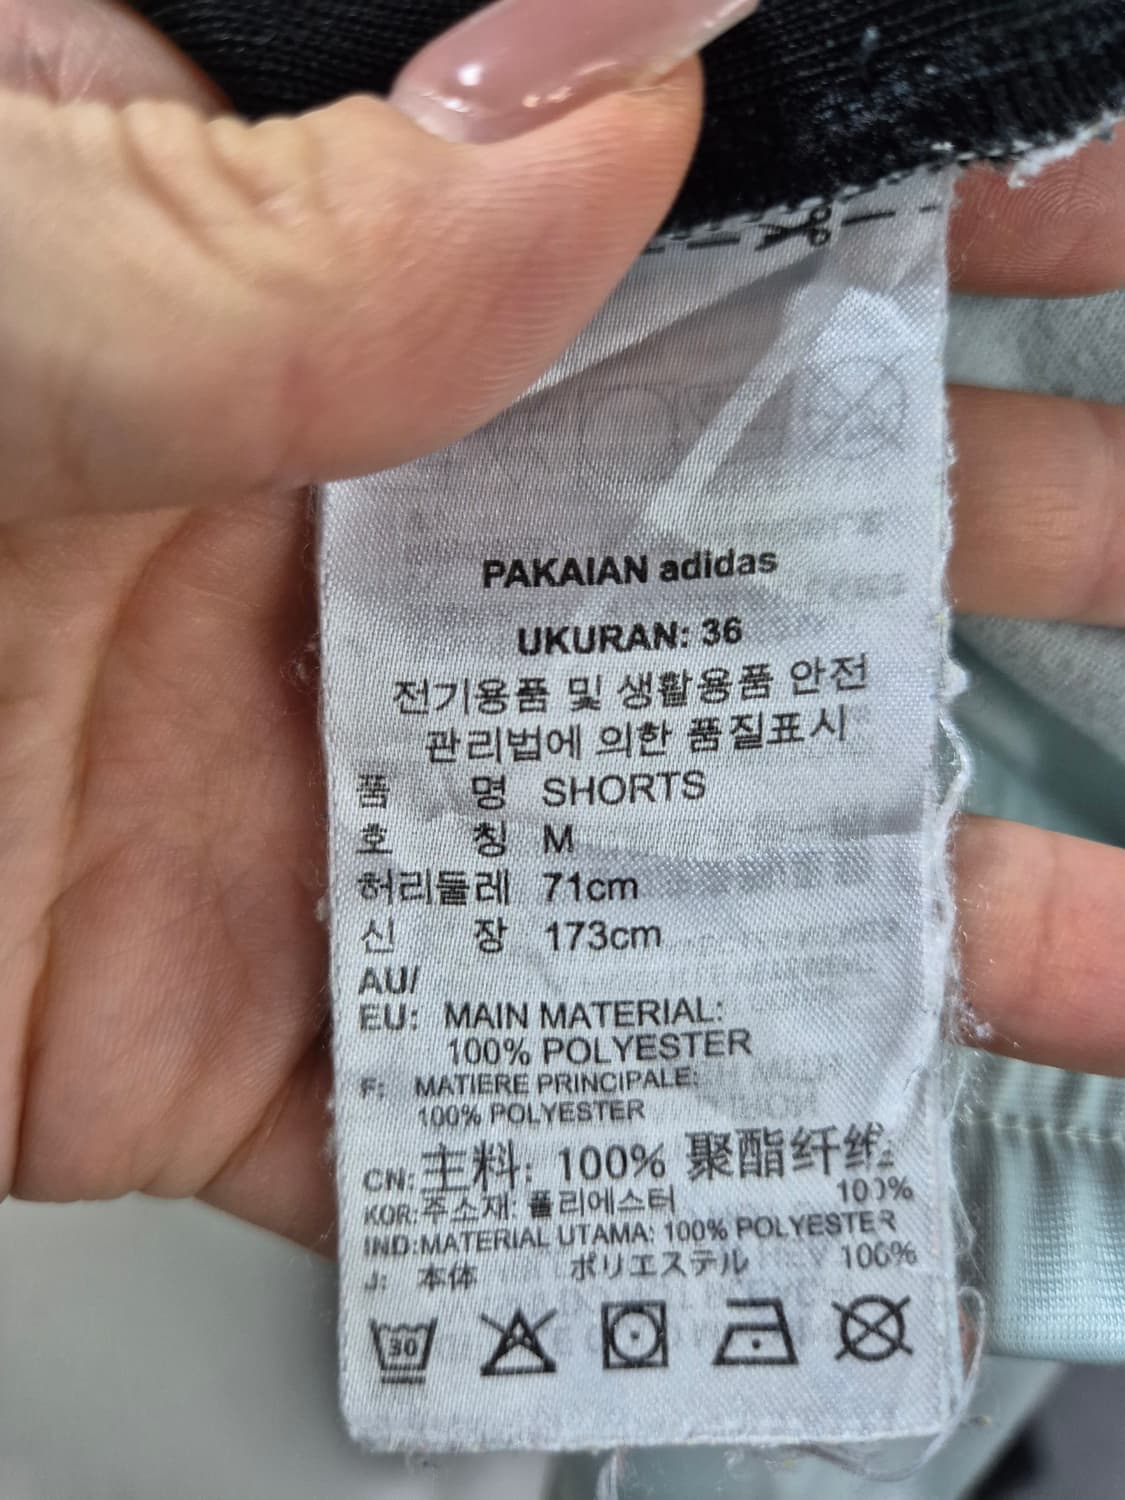 PAKAIAN adidas
UKURAN: 36
전기용품 및 생활용품 안전
관리법에 의한 품질표시
품 명 SHORTS
호 칭 M
허리둘레 71cm
신 장 173cm
AU/
EU: MAIN MATERIAL:
100% POLYESTER
F: MATIERE PRINCIPALE:
100% POLYESTER
CN: 主料: 100% 聚酯纤维
KOR: 주소재: 폴리에스터 100%
IND:MATERIAL UTAMA: 100% POLYESTER
J: 本体 ポリエステル 100%
30